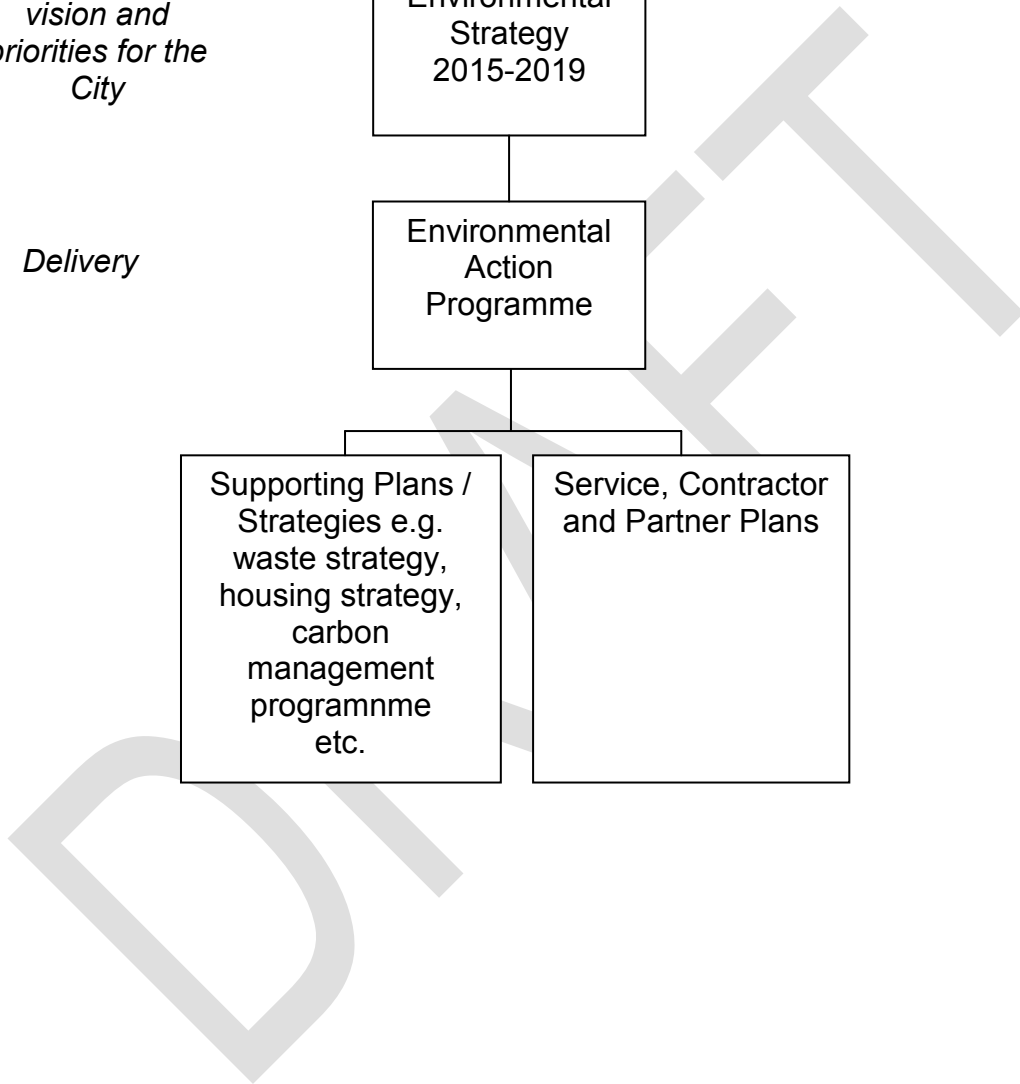 vision and
priorities for the
City
Environmental
Strategy
2015-2019
Delivery
Environmental
Action
Programme
Supporting Plans /
Strategies e.g.
waste strategy,
housing strategy,
carbon
management
programnme
etc.
Service, Contractor
and Partner Plans
DRAFT